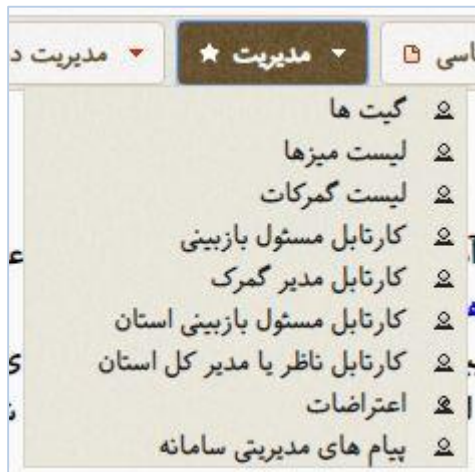 مدیریت د مدیریت اسی
گیت ها
لیست میزها
لیست گمرکات
کارتابل مسئول بازبینی
کارتابل مدیر گمرک
کارتابل مسئول بازبینی استان
کارتابل ناظر یا مدیر کل استان
اعتراضات
پیام های مدیریتی سامانه